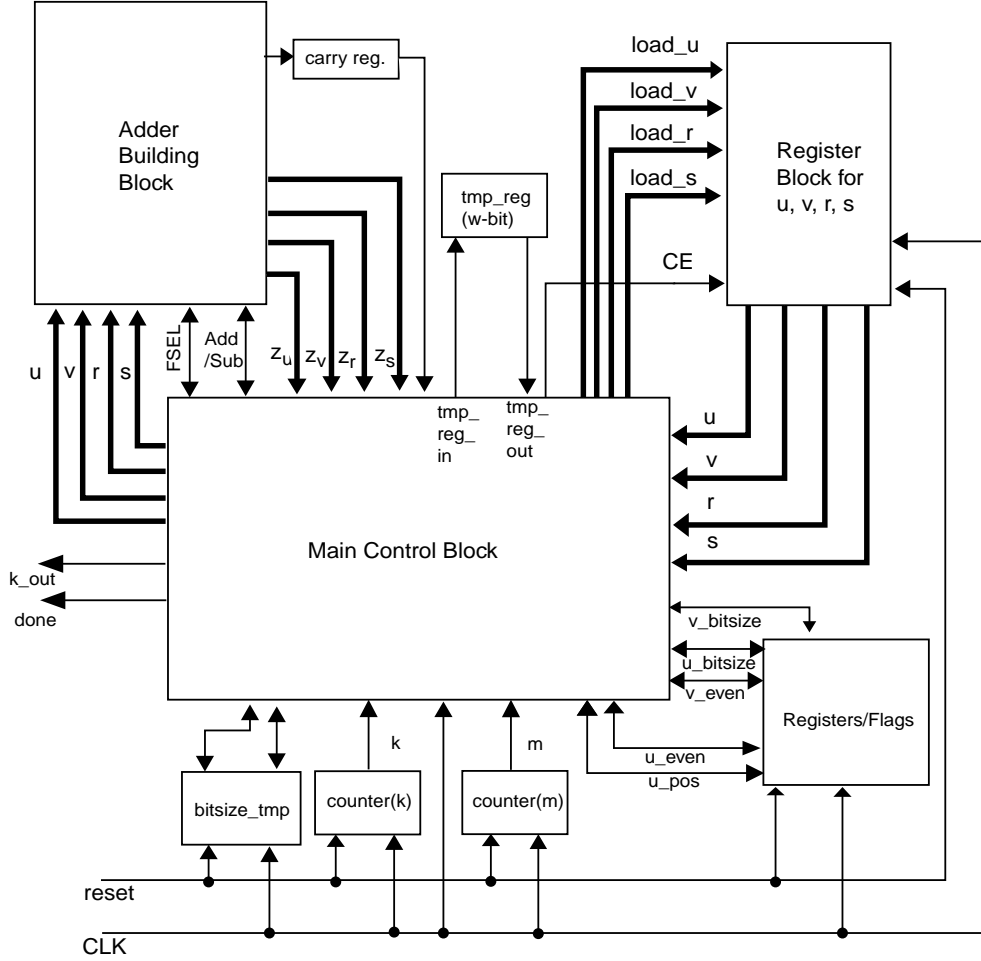 Adder
Building
Block
carry reg.
load_u
load_v
load_r
load_s
Register
Block for
u, v, r, s
tmp_reg
(w-bit)
CE
FSEL
Add
/Sub
u
v
r
s
zu
zv
zr
zs
tmp_
reg_
in
tmp_
reg_
out
u
v
r
s
Main Control Block
k_out
done
v_bitsize
u_bitsize
v_even
Registers/Flags
u_even
u_pos
k
m
bitsize_tmp
counter(k)
counter(m)
reset
CLK